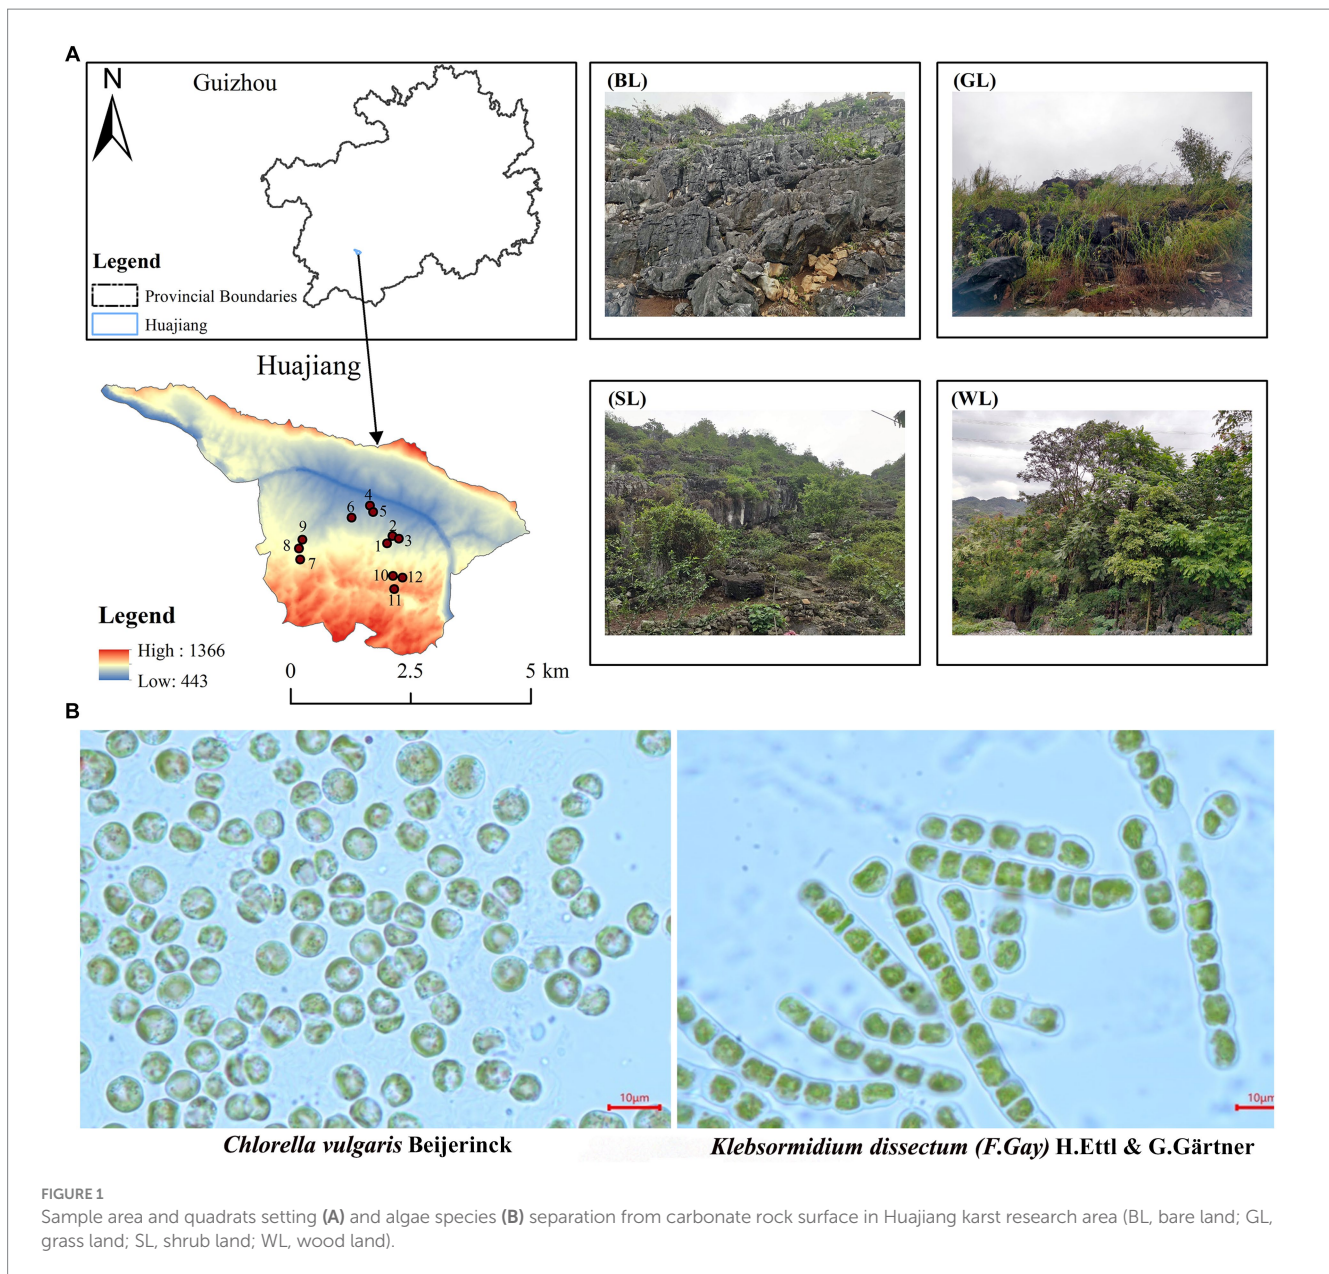 A
N
Guizhou
Legend
Provincial Boundaries
Huajiang
(BL)
(GL)
Huajiang
4
6
5
2
9
1
3
8
7
10
12
11
Legend
High : 1366
Low: 443
0
2.5
5 km
(SL)
(WL)
B
10μm
10μm
Chlorella vulgaris Beijerinck
Klebsormidium dissectum (F.Gay) H.Ettl & G.Gärtner
FIGURE 1
Sample area and quadrats setting (A) and algae species (B) separation from carbonate rock surface in Huajiang karst research area (BL, bare land; GL,
grass land; SL, shrub land; WL, wood land).